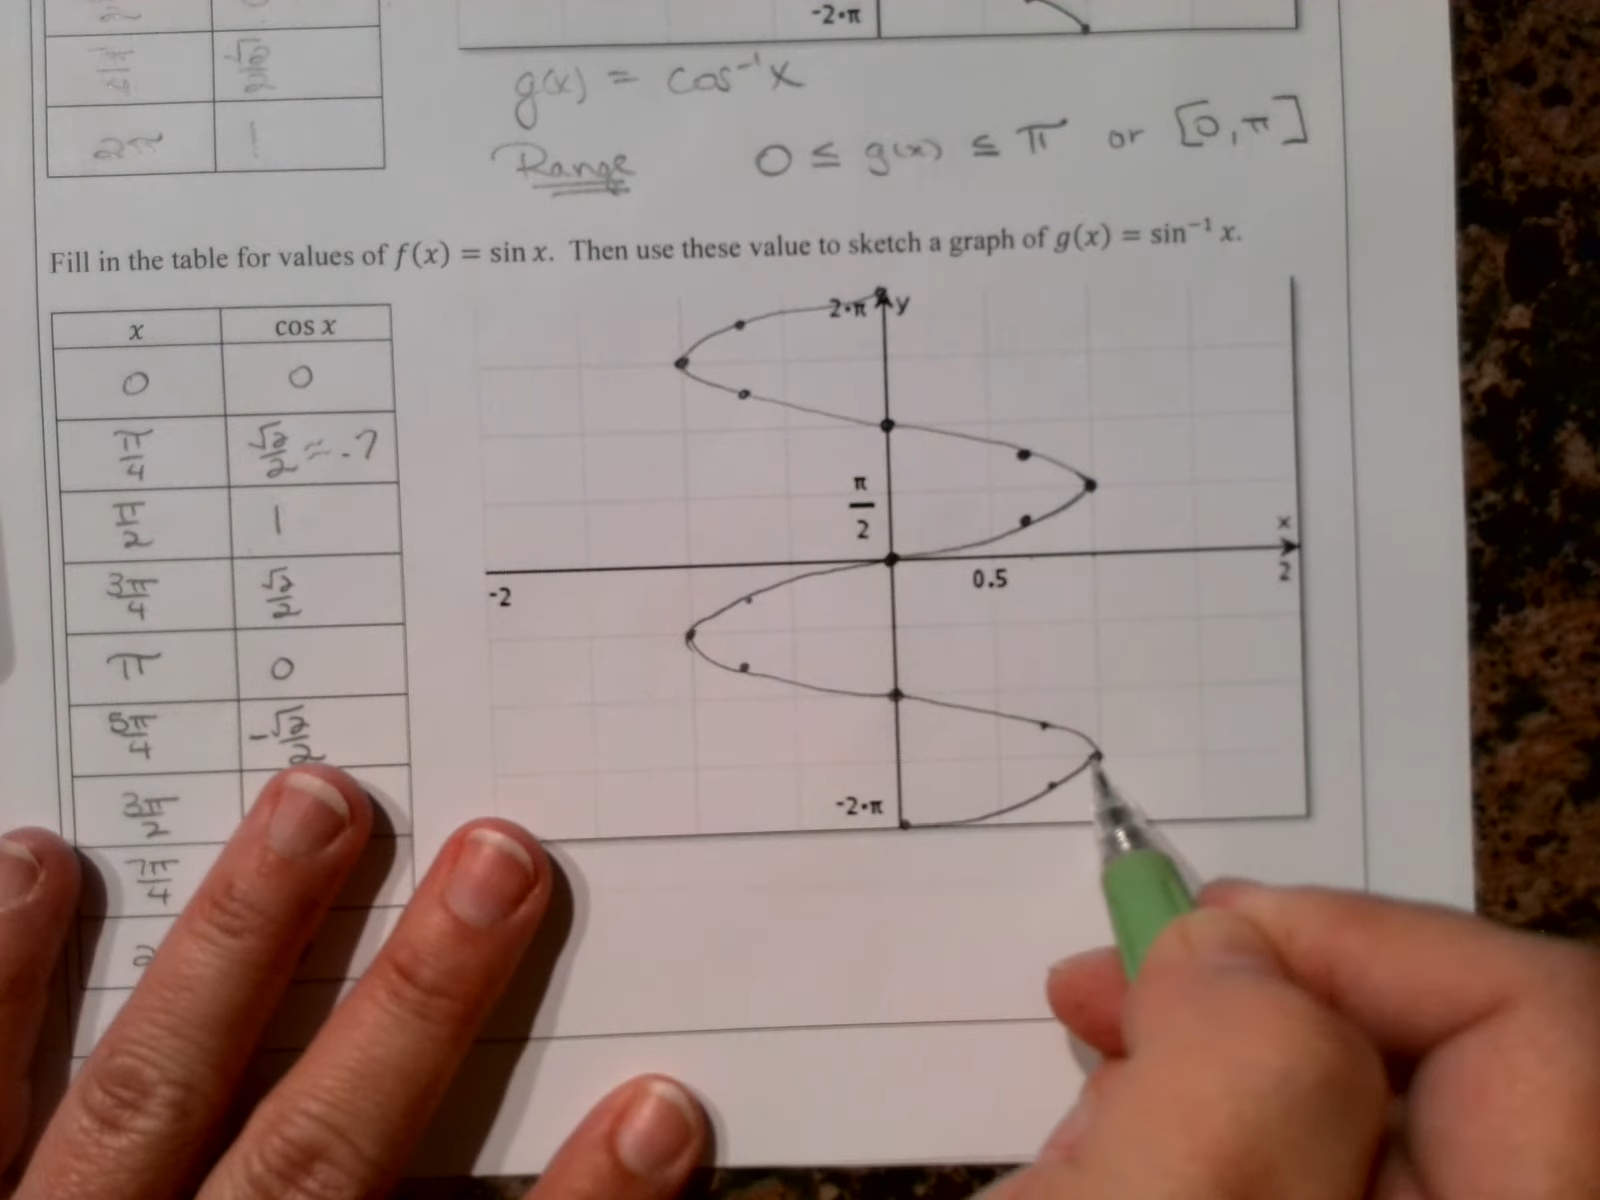 -2·π
-√2/2
2π 1
g(x) = cos⁻¹x
Range 0 ≤ g(x) ≤ π or [0, π]
Fill in the table for values of f(x) = sin x. Then use these value to sketch a graph of g(x) = sin⁻¹ x.
x cos x
0 0
π/4 √2/2 ≈ .7
π/2 1
3π/4 √2/2
π 0
5π/4 -√2/2
3π/2
7π/4
2·π y
π/2
x
-2 0.5 2
-2·π